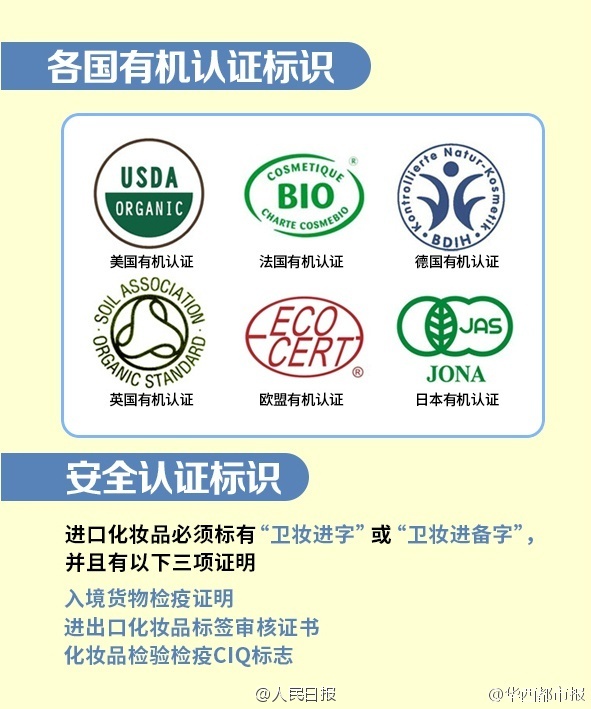 各国有机认证标识
USDA
ORGANIC
美国有机认证
COSMETIQUE
BIO
CHARTE COSMEBIO
®
法国有机认证
Kontrollierte Natur-Kosmetik
BDIH
德国有机认证
SOIL ASSOCIATION
ORGANIC STANDARD
英国有机认证
ECO
CERT
®
欧盟有机认证
JAS
JONA
日本有机认证
安全认证标识
进口化妆品必须标有“卫妆进字”或“卫妆进备字”，
并且有以下三项证明
入境货物检疫证明
进出口化妆品标签审核证书
化妆品检验检疫CIQ标志
@人民日报
@华西都市报